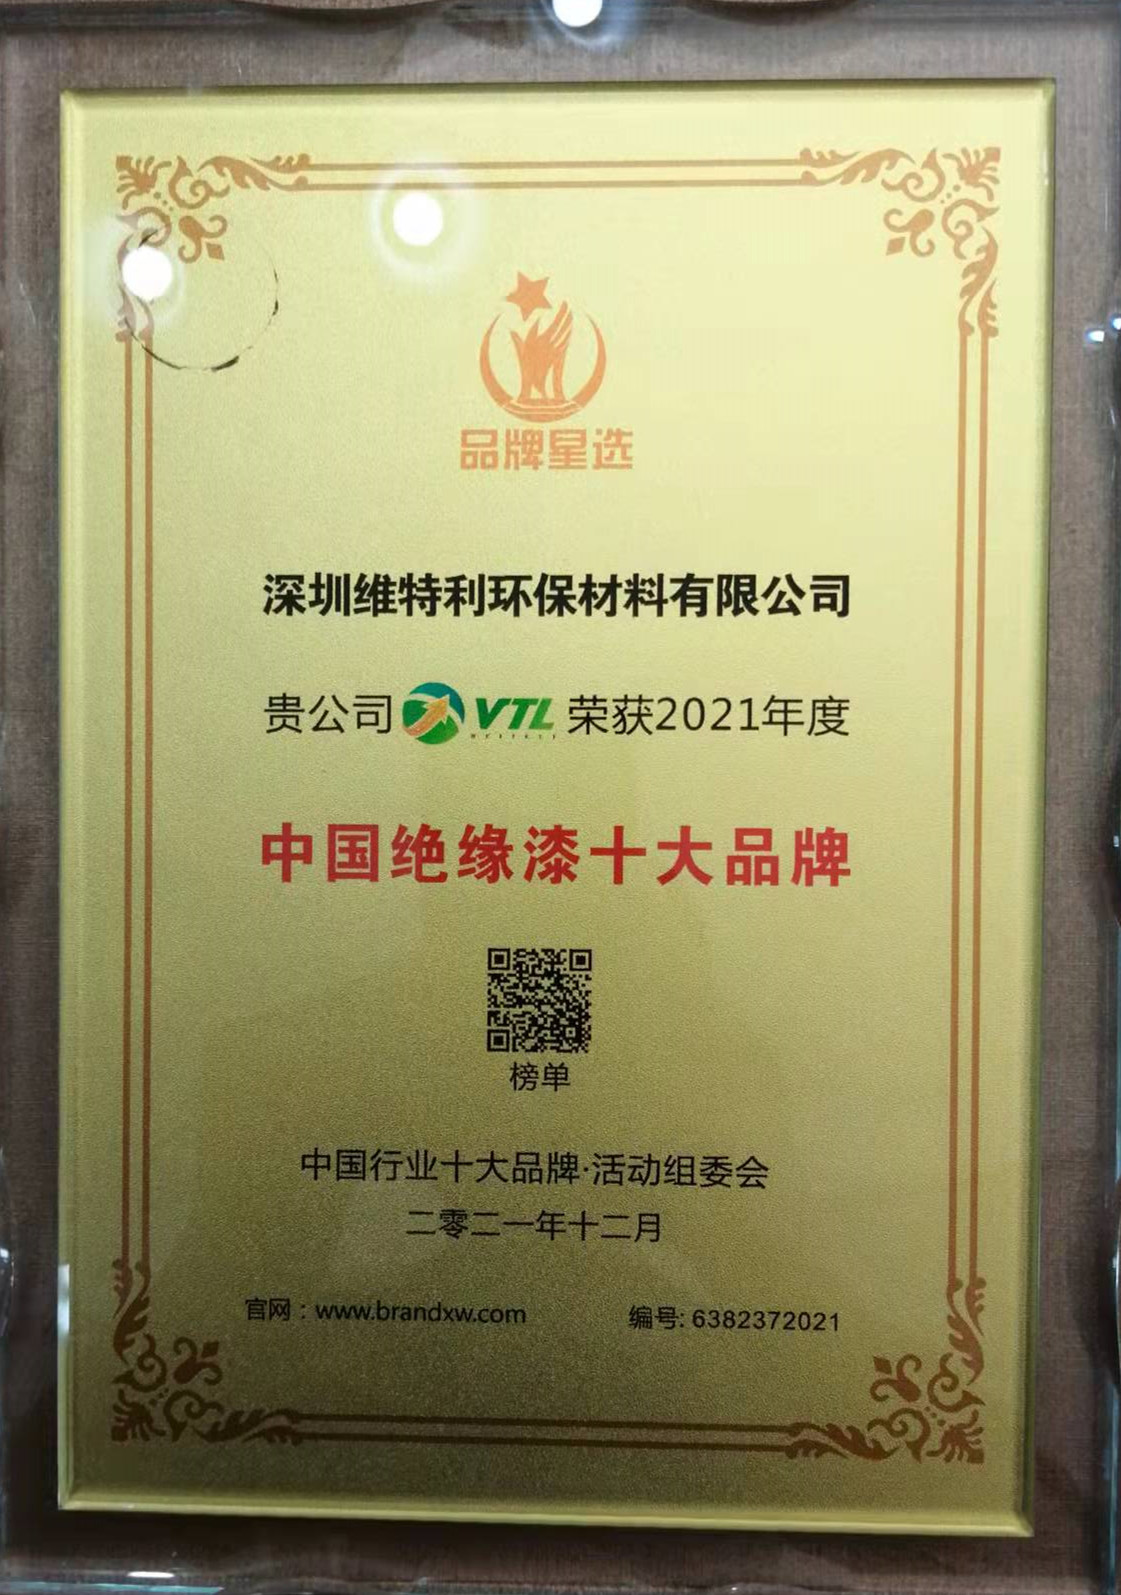 品牌星选
深圳维特利环保材料有限公司
贵公司 VTL 荣获2021年度
中国绝缘漆十大品牌
榜单
中国行业十大品牌·活动组委会
二零二一年十二月
官网：www.brandxw.com 编号: 6382372021